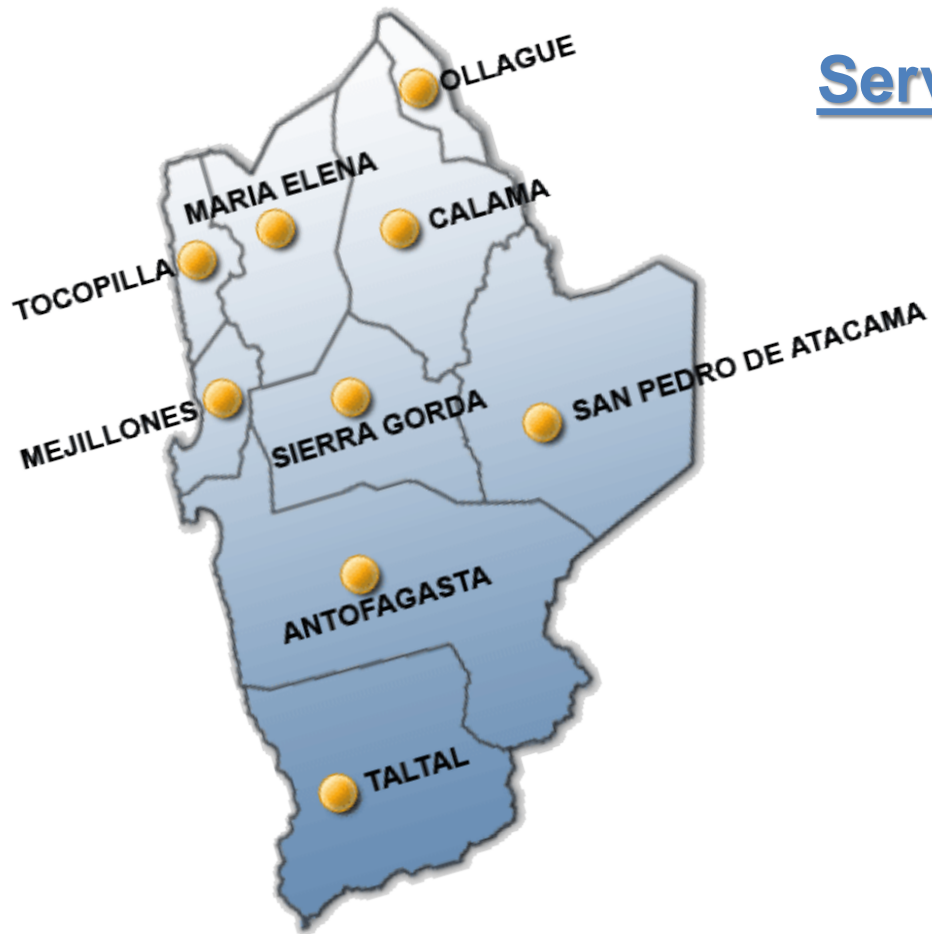 OLLAGUE
MARIA ELENA
CALAMA
TOCOPILLA
SAN PEDRO DE ATACAMA
MEJILLONES
SIERRA GORDA
ANTOFAGASTA
TALTAL